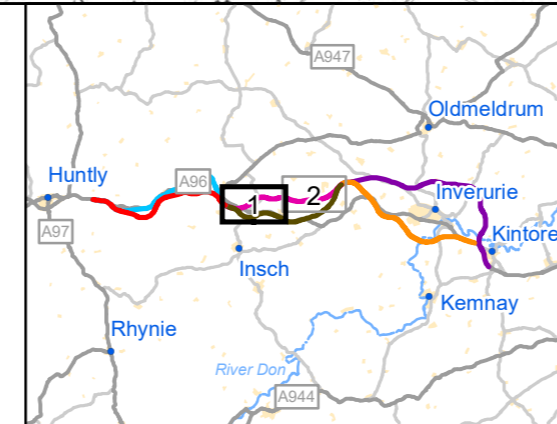 A947
Oldmeldrum
Huntly
A96
1
2
Inverurie
A97
Kintore
Insch
Kemnay
Rhynie
River Don
A944